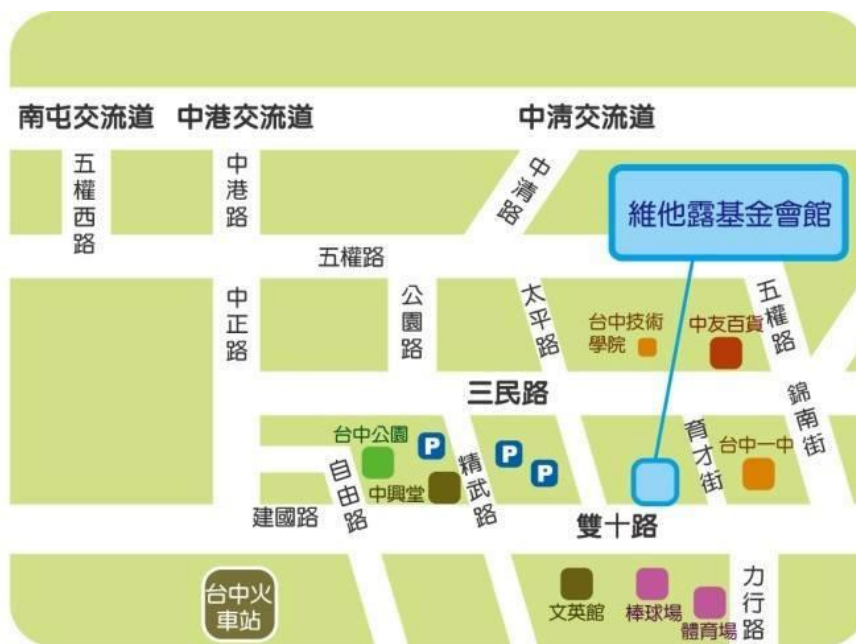 南屯交流道
中港交流道
中清交流道
五權西路
中港路
中清路
維他露基金會館
五權路
中正路
公園路
太平路
台中技術
學院
中友百貨
五權路
三民路
錦南街
台中公園
P
P
P
中興堂
自由路
精武路
育才街
台中一中
建國路
雙十路
台中火
車站
文英館
棒球場
體育場
力行路